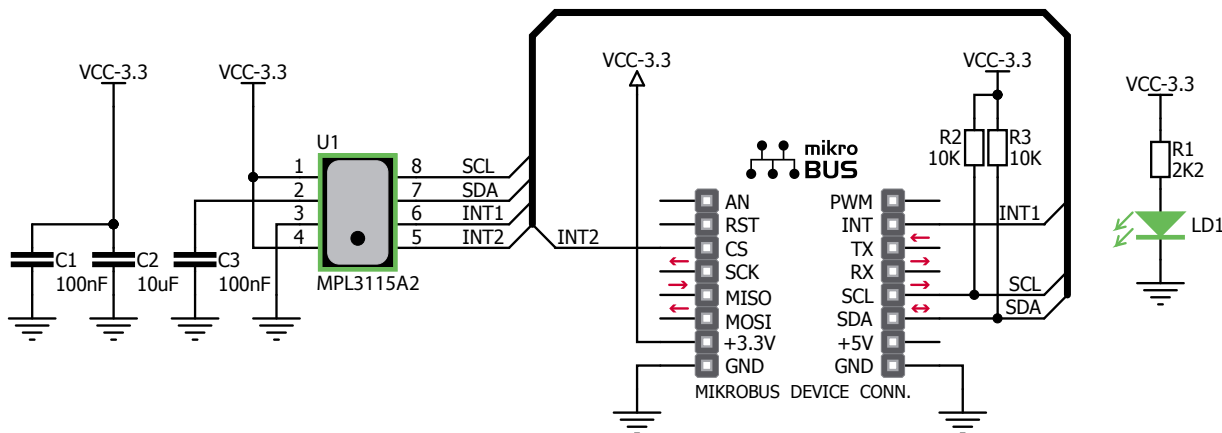 VCC-3.3
VCC-3.3
VCC-3.3
VCC-3.3
VCC-3.3
U1
1
2
3
4
8
7
6
5
SCL
SDA
INT1
INT2
MPL3115A2
C1
100nF
C2
10uF
C3
100nF
INT2
mikro
BUS
AN
RST
CS
SCK
MISO
MOSI
+3.3V
GND
PWM
INT
TX
RX
SCL
SDA
+5V
GND
MIKROBUS DEVICE CONN.
R2
10K
R3
10K
INT1
SCL
SDA
R1
2K2
LD1